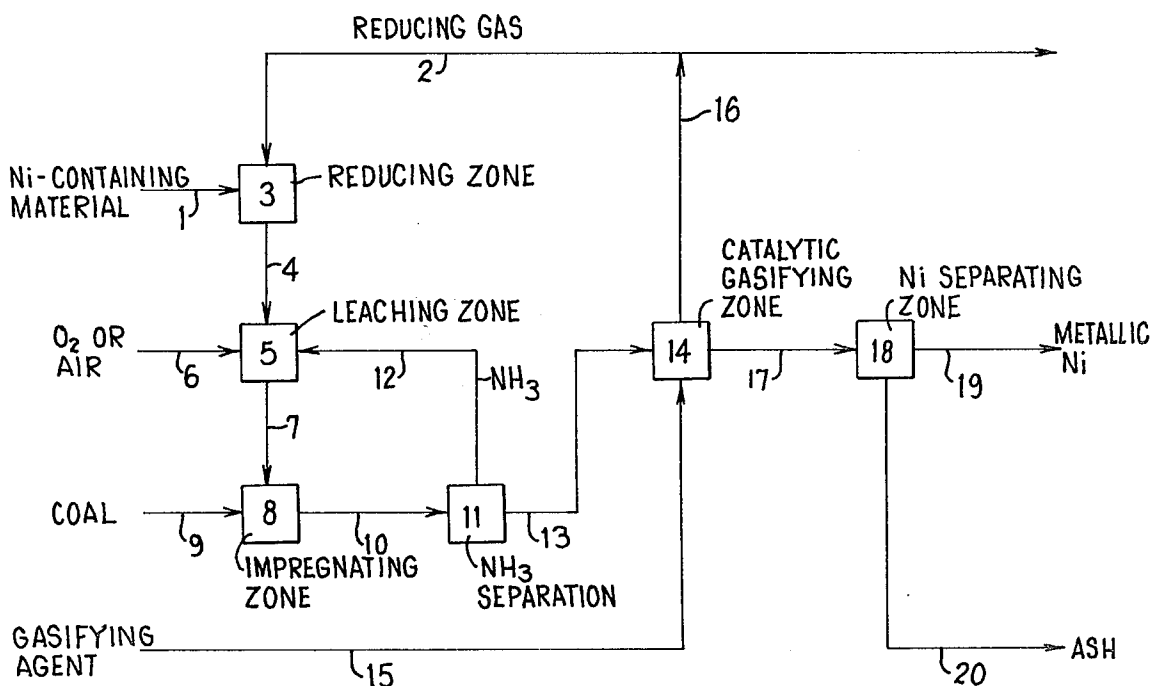 REDUCING GAS
2
16
Ni-CONTAINING
MATERIAL
1
3
REDUCING ZONE
4
CATALYTIC
GASIFYING
ZONE
Ni SEPARATING
ZONE
O2 OR
AIR
6
5
LEACHING ZONE
12
NH3
14
17
18
19
METALLIC
Ni
7
COAL
9
8
IMPREGNATING
ZONE
10
11
NH3
SEPARATION
13
GASIFYING
AGENT
15
20
ASH